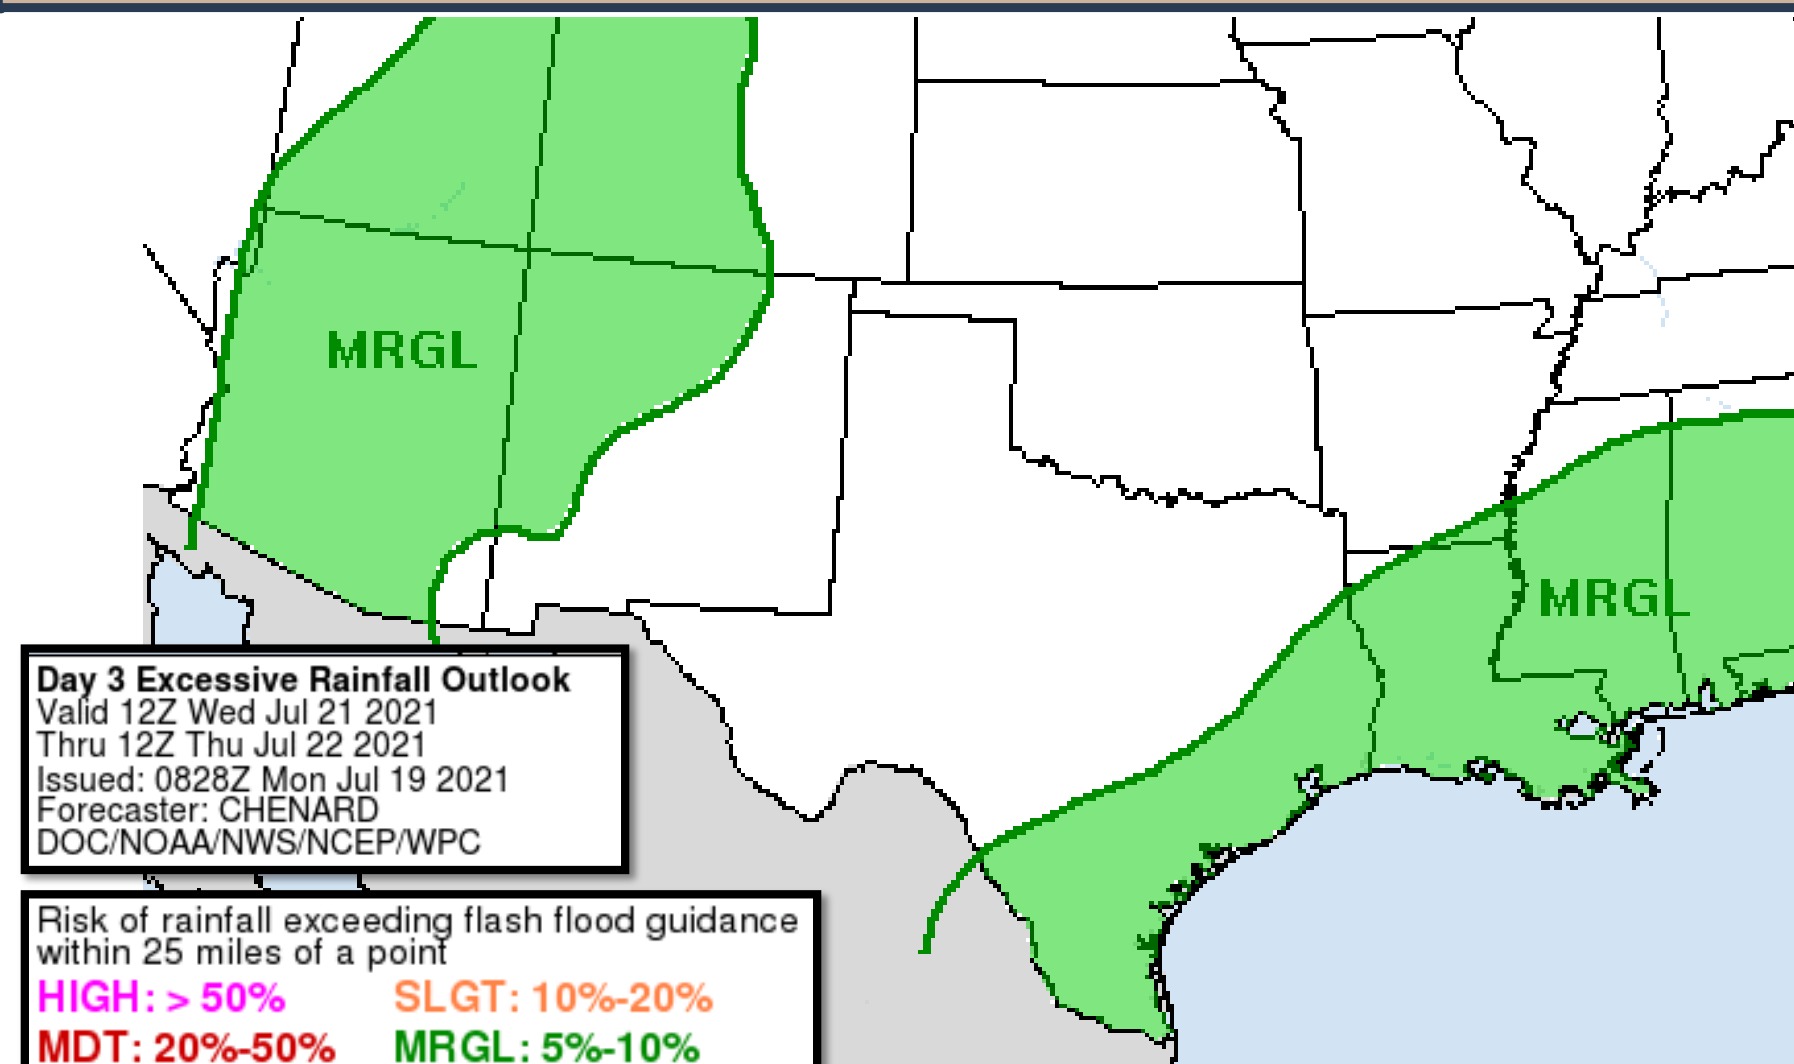 MRGL
MRGL
Day 3 Excessive Rainfall Outlook
Valid 12Z Wed Jul 21 2021
Thru 12Z Thu Jul 22 2021
Issued: 0828Z Mon Jul 19 2021
Forecaster: CHENARD
DOC/NOAA/NWS/NCEP/WPC
Risk of rainfall exceeding flash flood guidance
within 25 miles of a point
HIGH: > 50% SLGT: 10%-20%
MDT: 20%-50% MRGL: 5%-10%